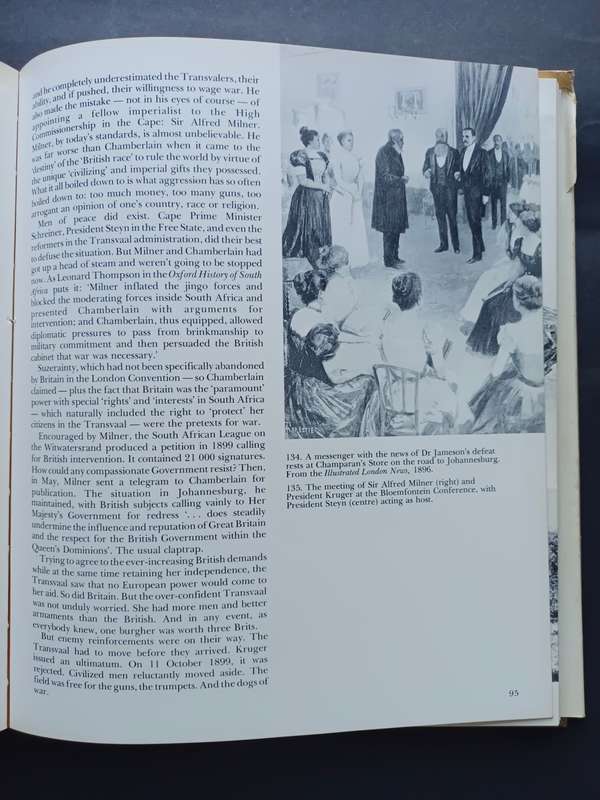 and he completely underestimated the Transvalers, their
ability, and if pushed, their willingness to wage war. He
also made the mistake — not in his eyes of course — of
appointing a fellow imperialist to the High
Commissionership in the Cape: Sir Alfred Milner.
Milner, by today's standards, is almost unbelievable. He
was far worse than Chamberlain when it came to the
'destiny' of the 'British race' to rule the world by virtue of
the unique 'civilizing' and imperial gifts they possessed.
What it all boiled down to is what aggression has so often
boiled down to: too much money, too many guns, too
arrogant an opinion of one's country, race or religion.
Men of peace did exist. Cape Prime Minister
Schreiner, President Steyn in the Free State, and even the
reformers in the Transvaal administration, did their best
to defuse the situation. But Milner and Chamberlain had
got up a head of steam and weren't going to be stopped
now. As Leonard Thompson in the Oxford History of South
Africa puts it: 'Milner inflated the jingo forces and
blocked the moderating forces inside South Africa and
presented Chamberlain with arguments for
intervention; and Chamberlain, thus equipped, allowed
diplomatic pressures to pass from brinkmanship to
military commitment and then persuaded the British
cabinet that war was necessary.'
Suzerainty, which had not been specifically abandoned
by Britain in the London Convention — so Chamberlain
claimed — plus the fact that Britain was the 'paramount'
power with special 'rights' and 'interests' in South Africa
— which naturally included the right to 'protect' her
citizens in the Transvaal — were the pretexts for war.
Encouraged by Milner, the South African League on
the Witwatersrand produced a petition in 1899 calling
for British intervention. It contained 21 000 signatures.
How could any compassionate Government resist? Then,
in May, Milner sent a telegram to Chamberlain for
publication. The situation in Johannesburg, he
maintained, with British subjects calling vainly to Her
Majesty's Government for redress '. . . does steadily
undermine the influence and reputation of Great Britain
and the respect for the British Government within the
Queen's Dominions'. The usual claptrap.
Trying to agree to the ever-increasing British demands
while at the same time retaining her independence, the
Transvaal saw that no European power would come to
her aid. So did Britain. But the over-confident Transvaal
was not unduly worried. She had more men and better
armaments than the British. And in any event, as
everybody knew, one burgher was worth three Brits.
But enemy reinforcements were on their way. The
Transvaal had to move before they arrived. Kruger
issued an ultimatum. On 11 October 1899, it was
rejected. Civilized men reluctantly moved aside. The
field was free for the guns, the trumpets. And the dogs of
war.
134. A messenger with the news of Dr Jameson's defeat
rests at Champaran's Store on the road to Johannesburg.
From the Illustrated London News, 1896.
135. The meeting of Sir Alfred Milner (right) and
President Kruger at the Bloemfontein Conference, with
President Steyn (centre) acting as host.
95